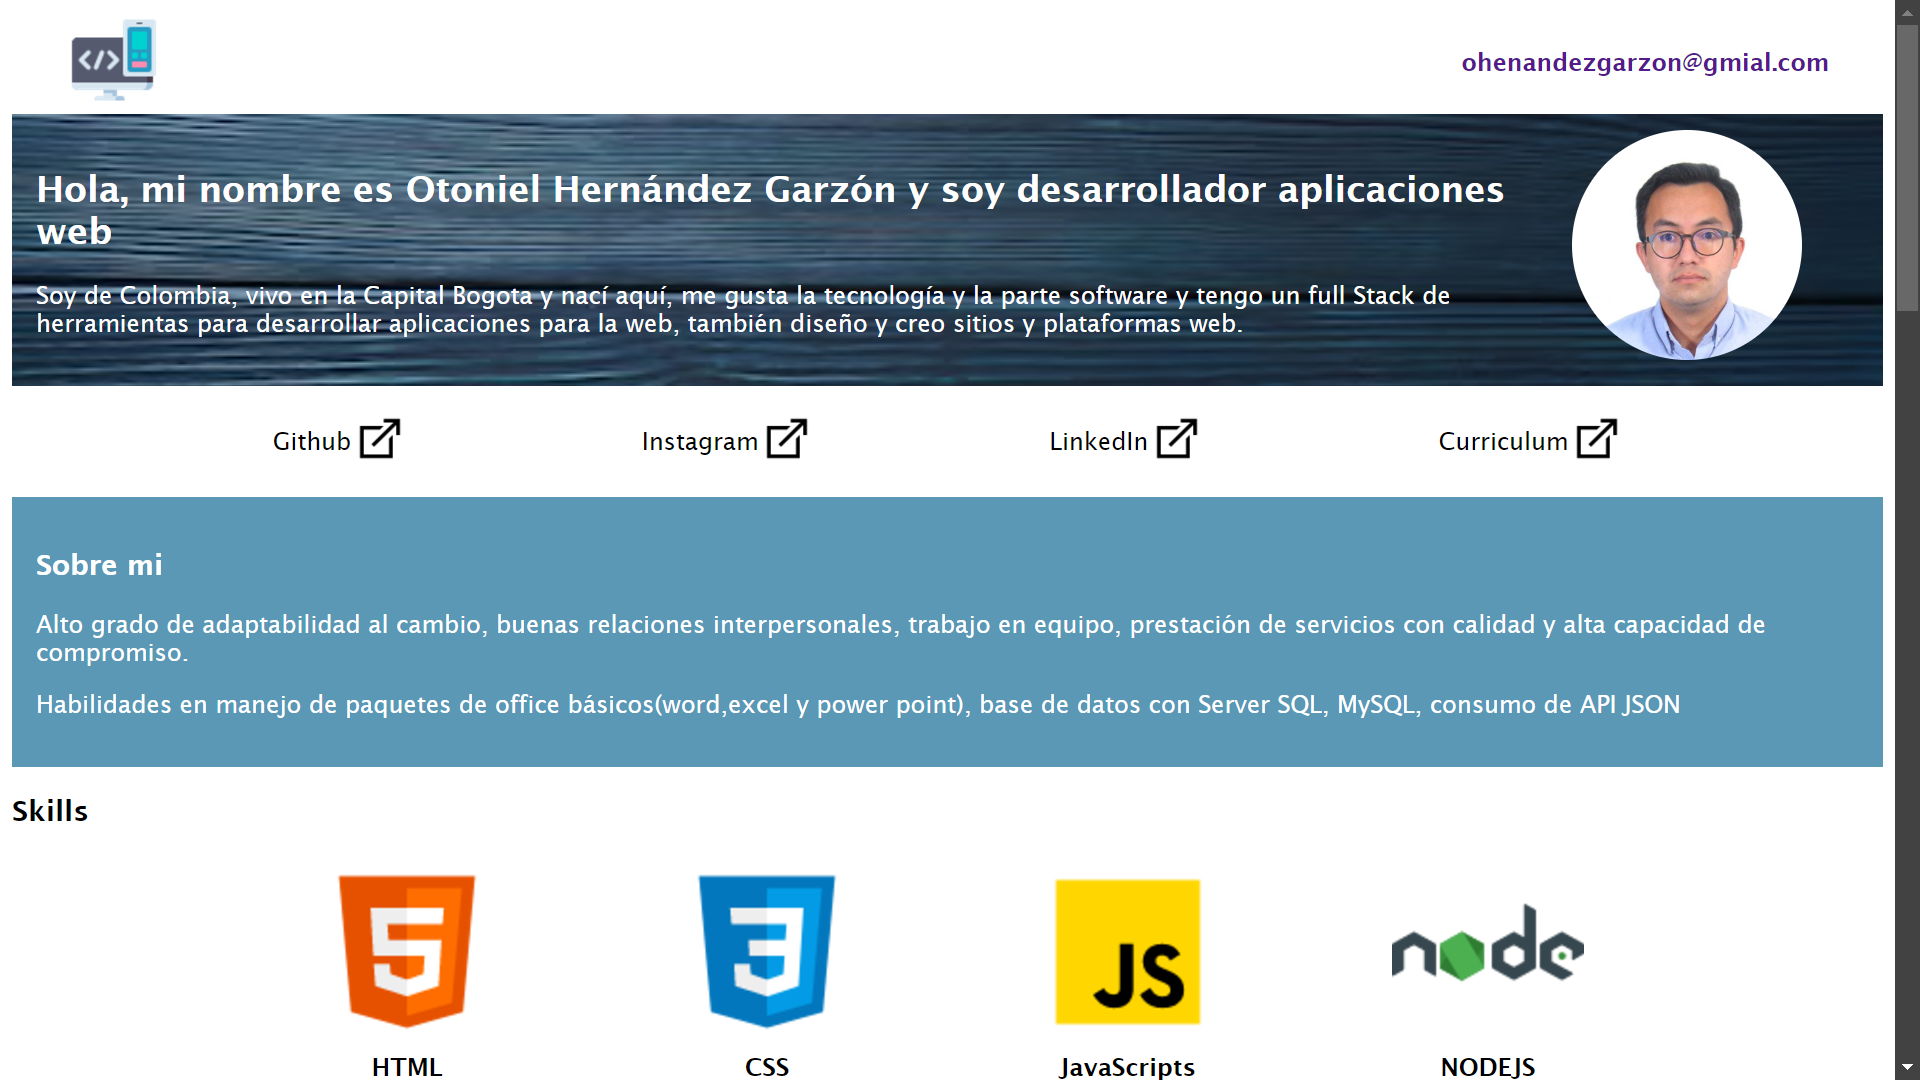 </>
ohenandezgarzon@gmial.com
Hola, mi nombre es Otoniel Hernández Garzón y soy desarrollador aplicaciones
web
Soy de Colombia, vivo en la Capital Bogota y nací aquí, me gusta la tecnología y la parte software y tengo un full Stack de
herramientas para desarrollar aplicaciones para la web, también diseño y creo sitios y plataformas web.
Github
Instagram
LinkedIn
Curriculum
Sobre mi
Alto grado de adaptabilidad al cambio, buenas relaciones interpersonales, trabajo en equipo, prestación de servicios con calidad y alta capacidad de
compromiso.
Habilidades en manejo de paquetes de office básicos(word,excel y power point), base de datos con Server SQL, MySQL, consumo de API JSON
Skills
5
3
JS
node
HTML
CSS
JavaScripts
NODEJS